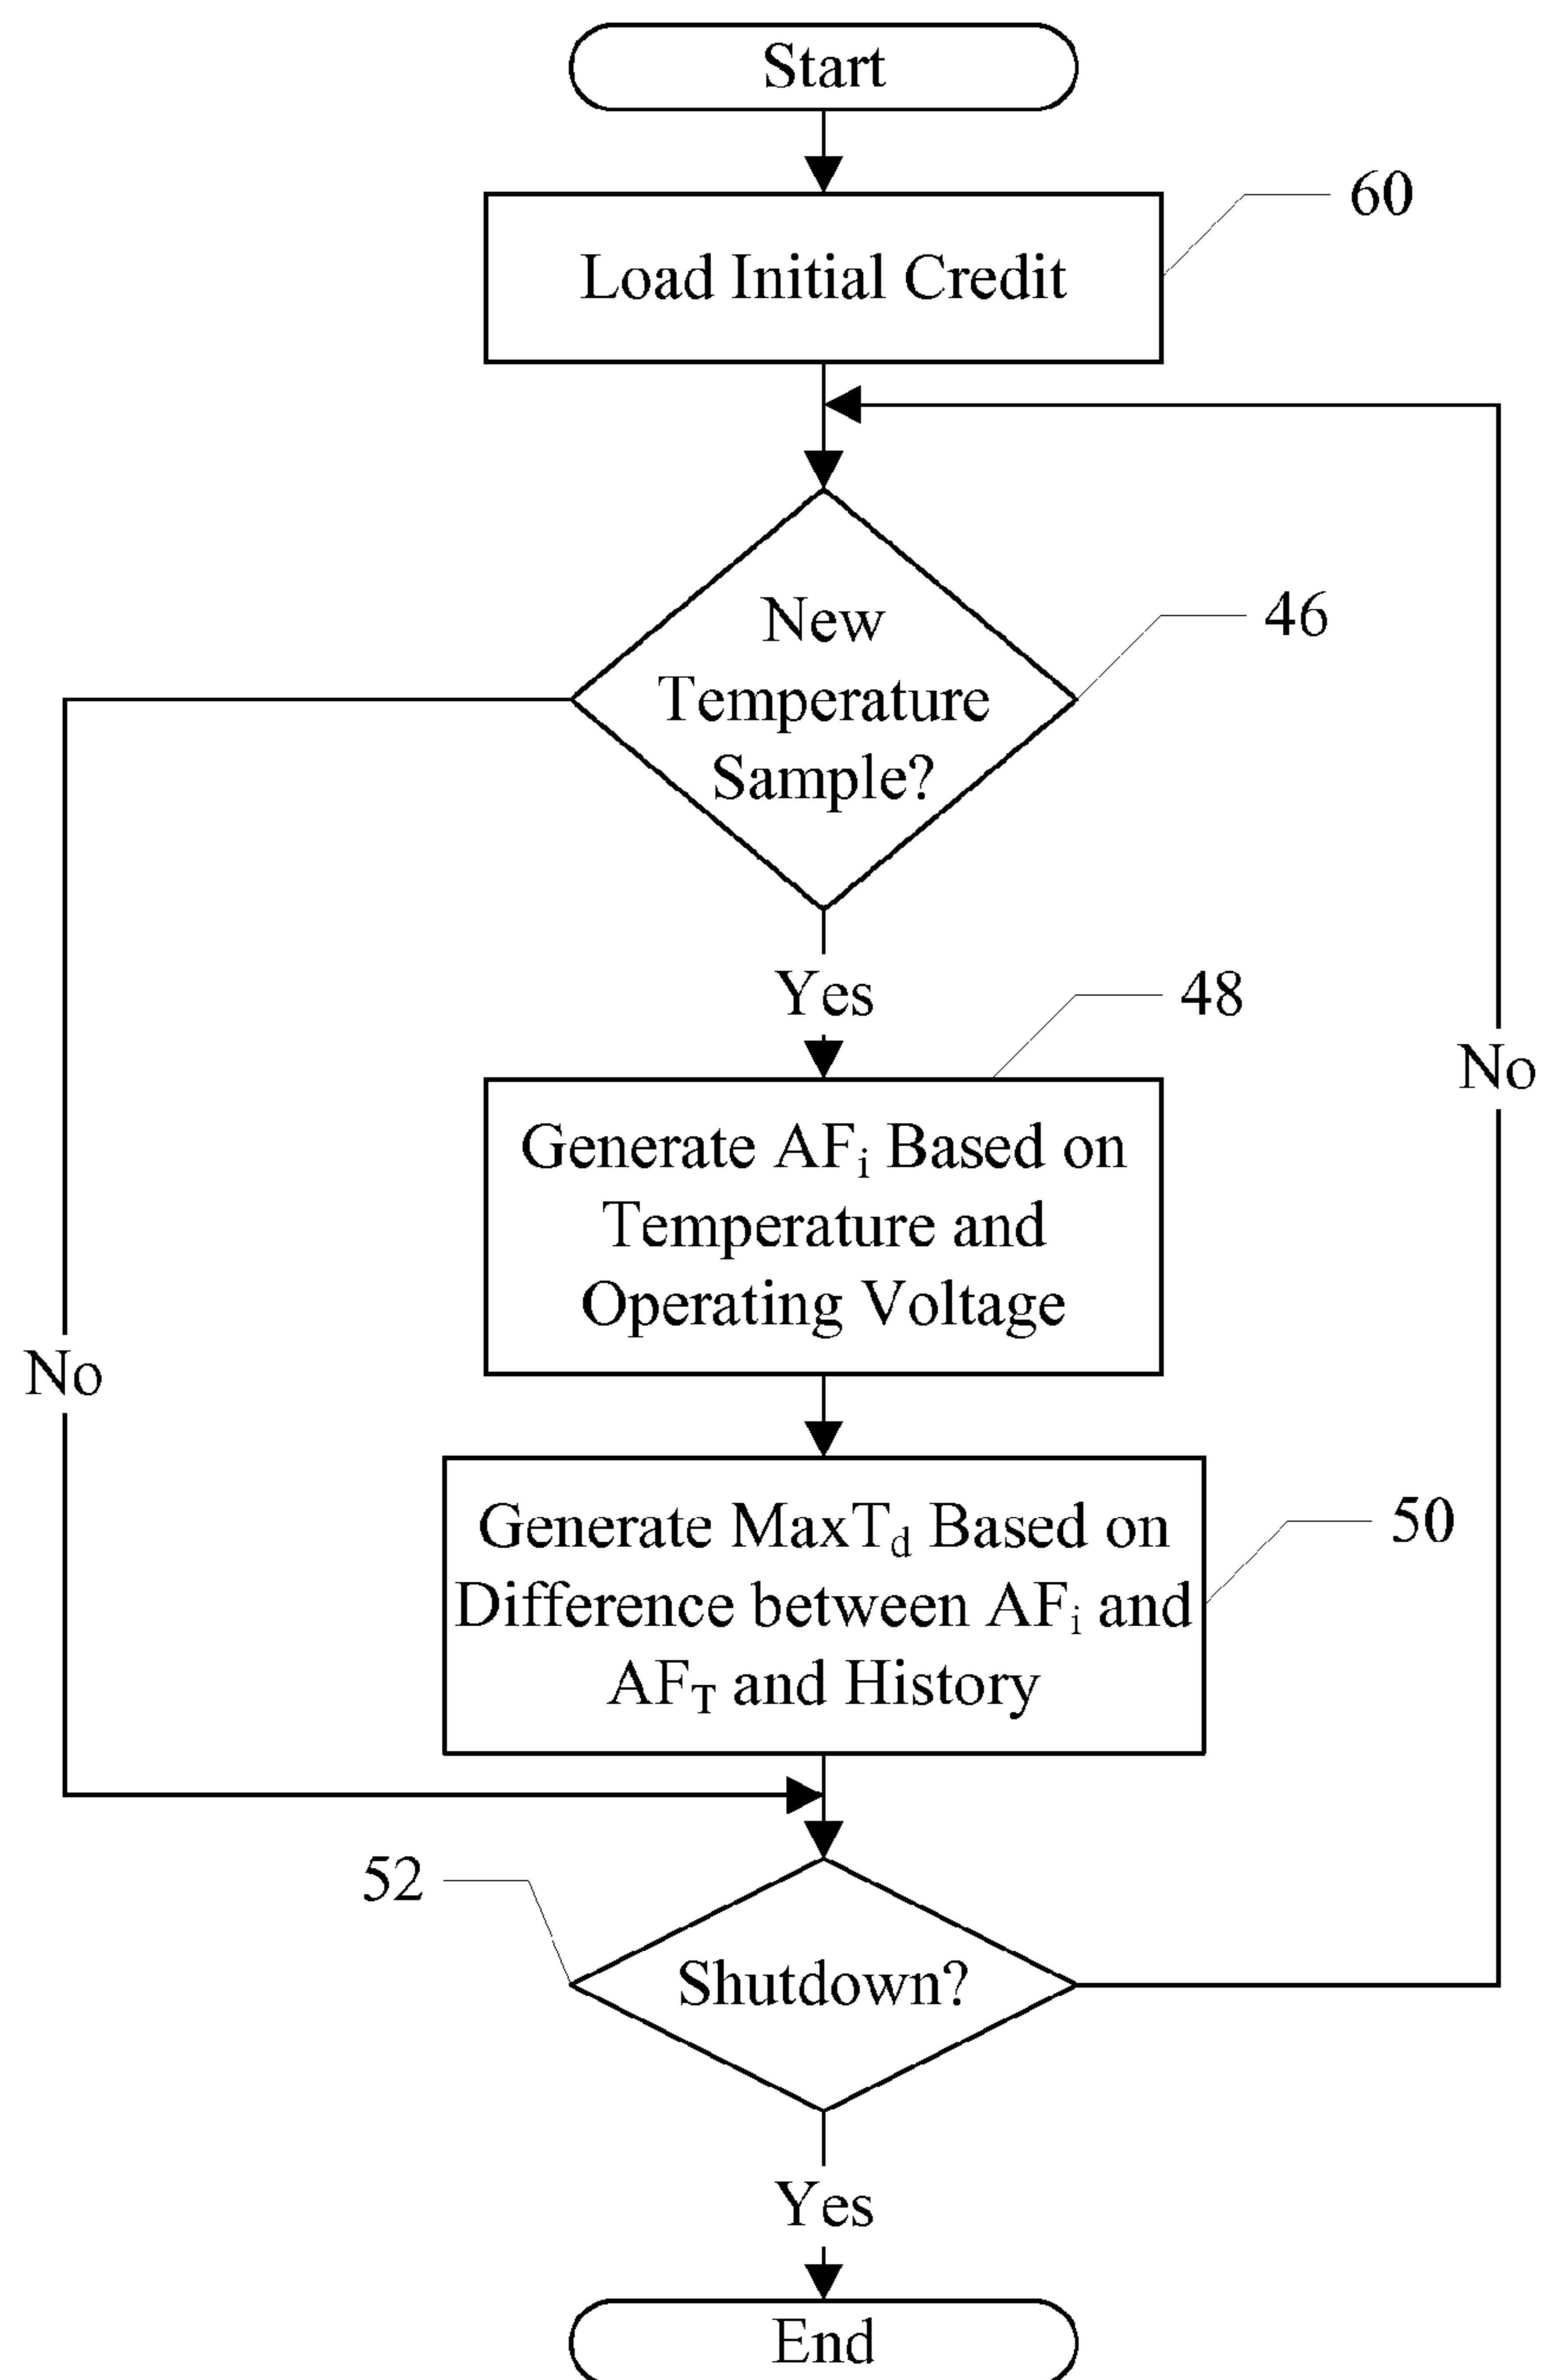 Start
60
Load Initial Credit
46
New
Temperature
Sample?
Yes
48
No
Generate AFi Based on
Temperature and
Operating Voltage
No
50
Generate MaxTd Based on
Difference between AFi and
AFT and History
52
Shutdown?
Yes
End